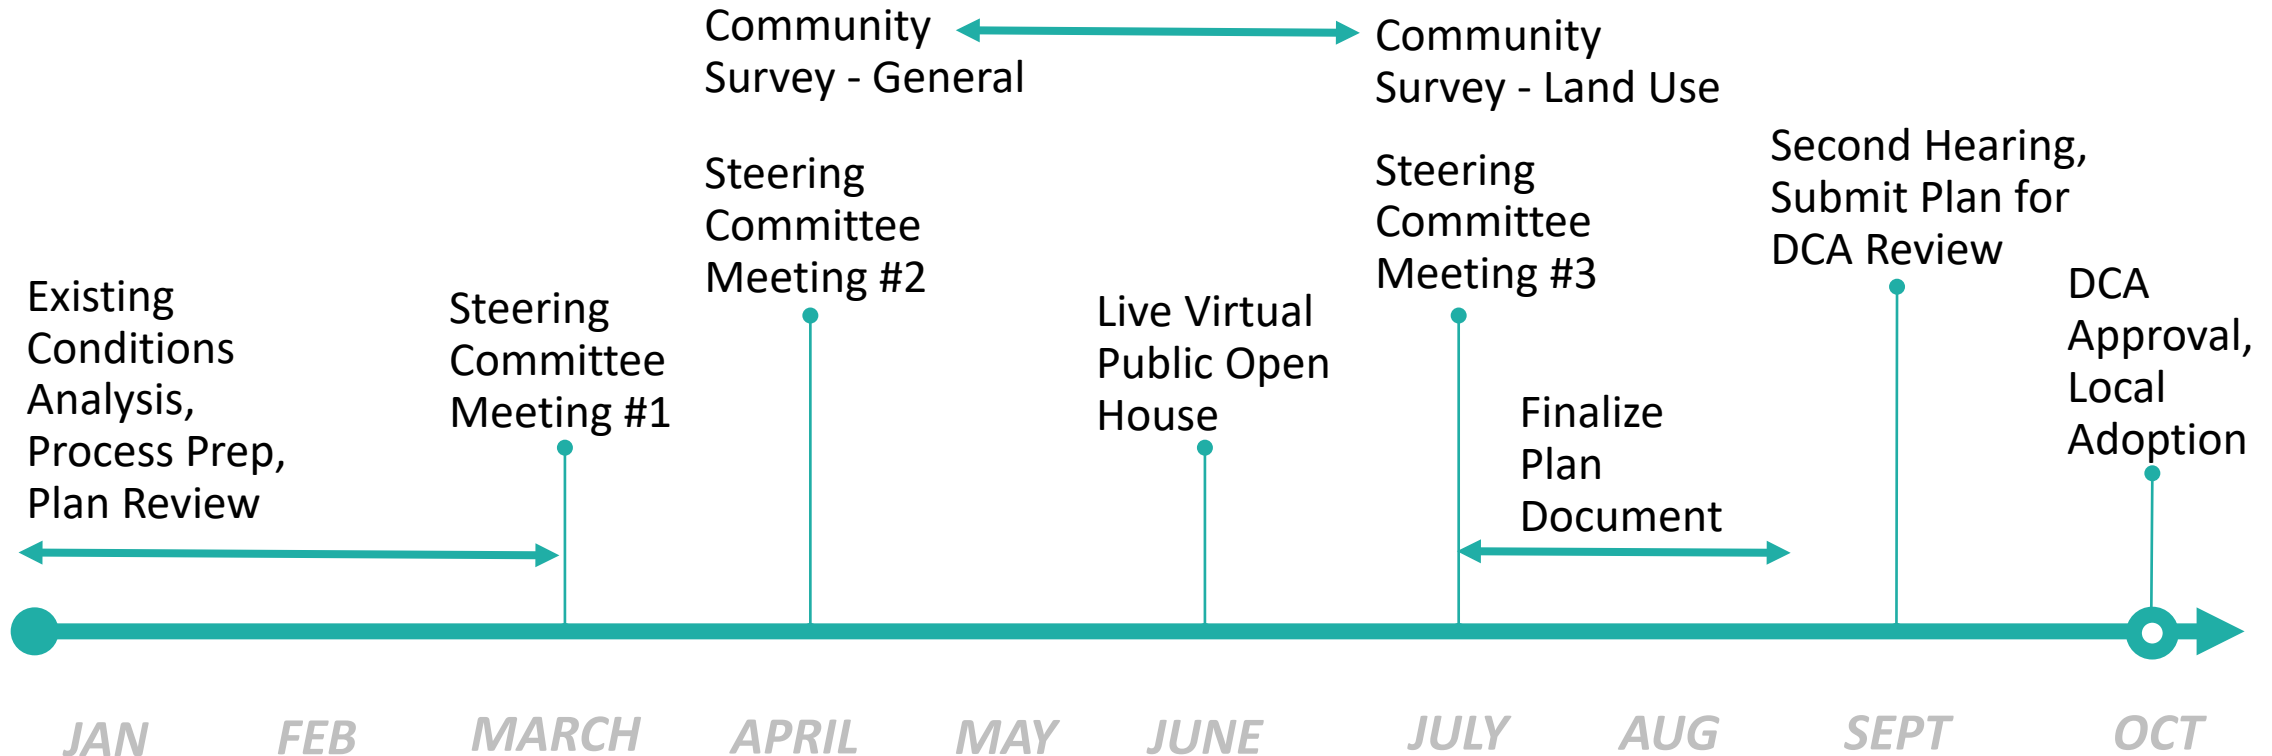 Community
Survey - General
Community
Survey - Land Use
Steering
Committee
Meeting #2
Steering
Committee
Meeting #3
Second Hearing,
Submit Plan for
DCA Review
Existing
Conditions
Analysis,
Process Prep,
Plan Review
Steering
Committee
Meeting #1
Live Virtual
Public Open
House
Finalize
Plan
Document
DCA
Approval,
Local
Adoption
JAN FEB MARCH APRIL MAY JUNE JULY AUG SEPT OCT